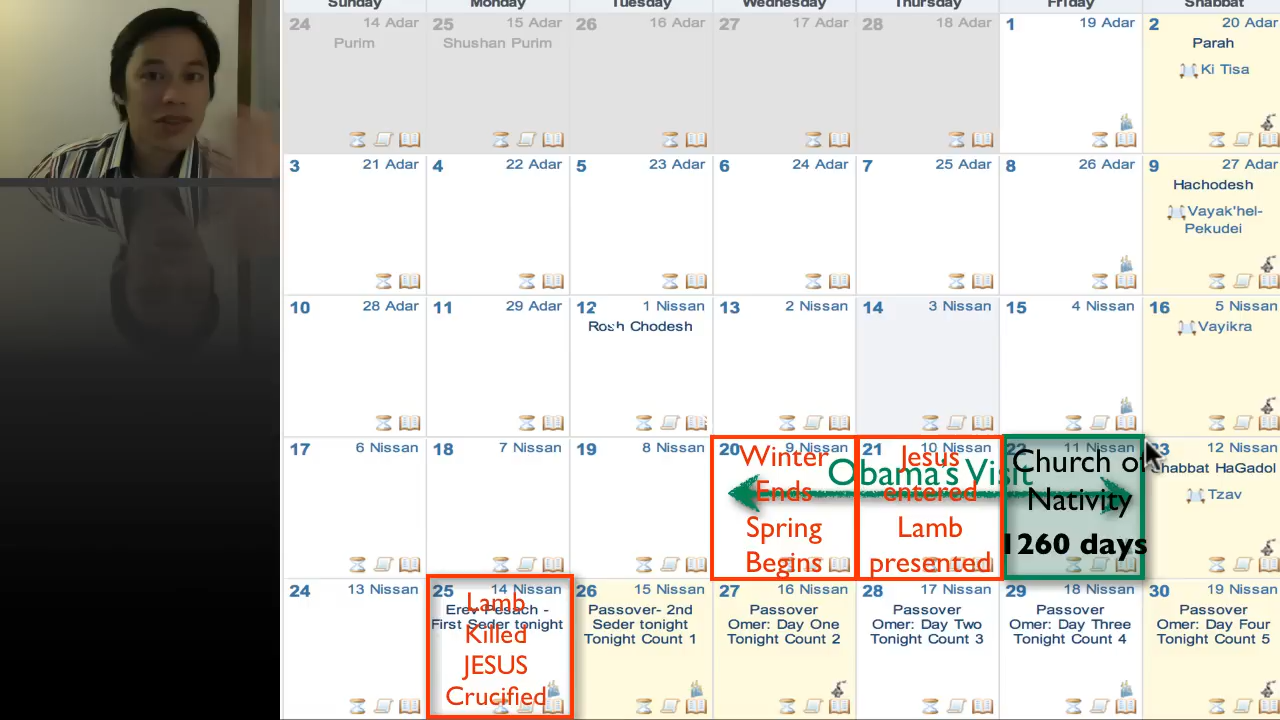 Sunday Monday Tuesday Wednesday Thursday Friday Shabbat
24 14 Adar 25 15 Adar 26 16 Adar 27 17 Adar 28 18 Adar 1 19 Adar 2 20 Adar
Purim Shushan Purim Parah
Ki Tisa
3 21 Adar 4 22 Adar 5 23 Adar 6 24 Adar 7 25 Adar 8 26 Adar 9 27 Adar
Hachodesh
Vayak'hel-
Pekudei
10 28 Adar 11 29 Adar 12 1 Nissan 13 2 Nissan 14 3 Nissan 15 4 Nissan 16 5 Nissan
Rosh Chodesh Vayikra
17 6 Nissan 18 7 Nissan 19 8 Nissan 20 9 Nissan 21 10 Nissan 22 11 Nissan 23 12 Nissan
Shabbat HaGadol
Tzav
Winter
Ends
Spring
Begins
Obama's Visit
Jesus
entered
Lamb
presented
Church of
Nativity
1260 days
24 13 Nissan 25 14 Nissan 26 15 Nissan 27 16 Nissan 28 17 Nissan 29 18 Nissan 30 19 Nissan
Erev Pesach -
First Seder tonight
Lamb
Killed
JESUS
Crucified
Passover- 2nd
Seder tonight
Tonight Count 1
Passover
Omer: Day One
Tonight Count 2
Passover
Omer: Day Two
Tonight Count 3
Passover
Omer: Day Three
Tonight Count 4
Passover
Omer: Day Four
Tonight Count 5